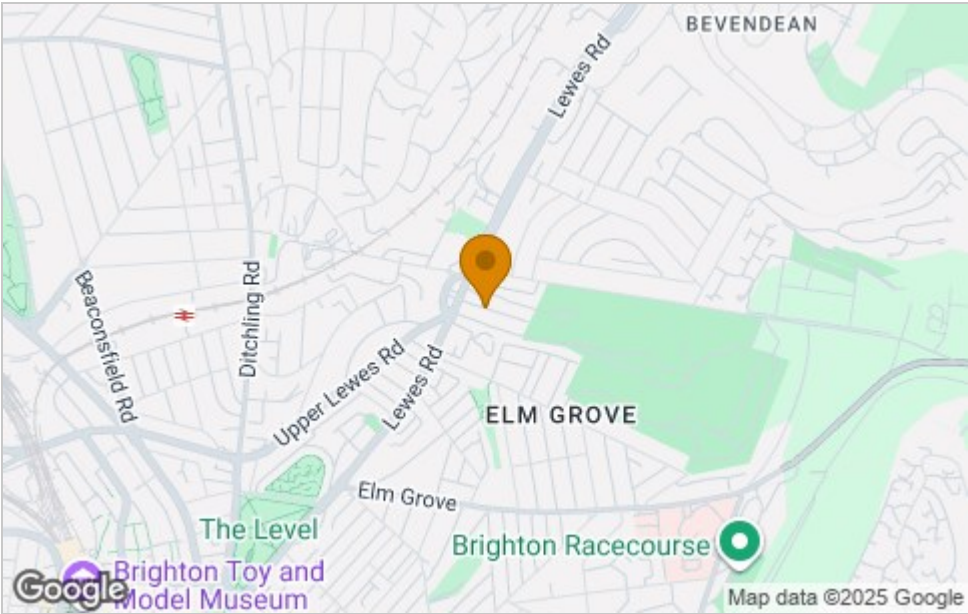 BEVENDEAN
Lewes Rd
Beaconsfield Rd
Ditchling Rd
Upper Lewes Rd
Lewes Rd
ELM GROVE
Elm Grove
The Level
Brighton Racecourse
Brighton Toy and
Model Museum
Google
Map data ©2025 Google